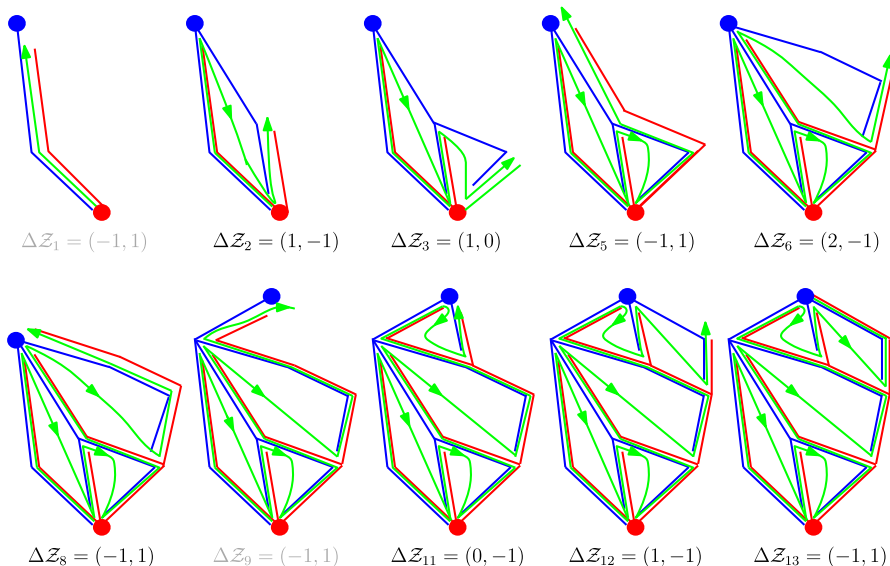 Δ𝒵₁ = (-1, 1) Δ𝒵₂ = (1, -1) Δ𝒵₃ = (1, 0) Δ𝒵₅ = (-1, 1) Δ𝒵₆ = (2, -1)
Δ𝒵₈ = (-1, 1) Δ𝒵₉ = (-1, 1) Δ𝒵₁₁ = (0, -1) Δ𝒵₁₂ = (1, -1) Δ𝒵₁₃ = (-1, 1)